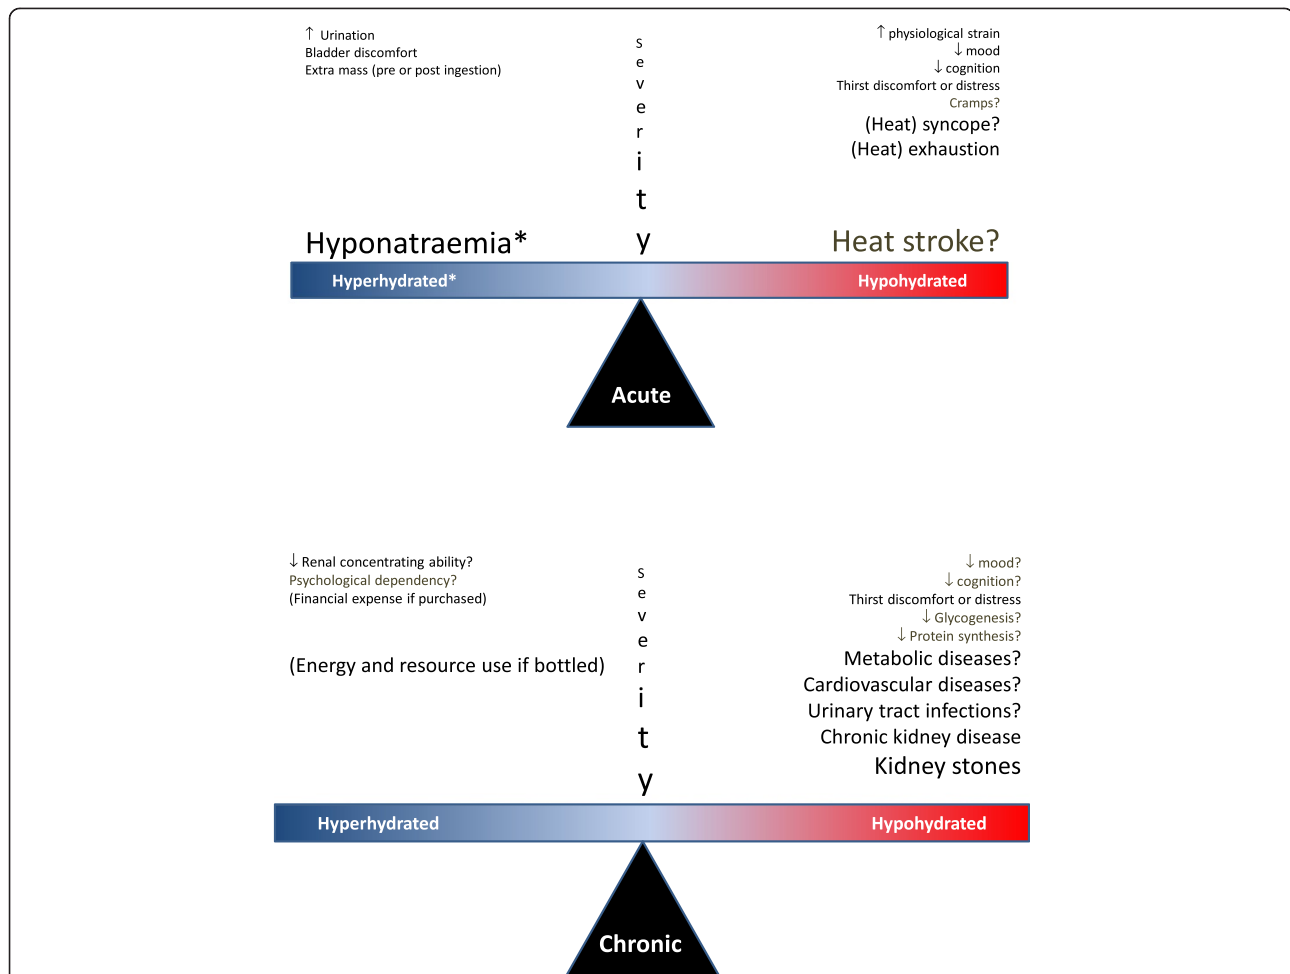 ↑ Urination
Bladder discomfort
Extra mass (pre or post ingestion)
Hyponatraemia*
severity
↑ physiological strain
↓ mood
↓ cognition
Thirst discomfort or distress
Cramps?
(Heat) syncope?
(Heat) exhaustion
Heat stroke?
Hyperhydrated*
Hypohydrated
Acute
↓ Renal concentrating ability?
Psychological dependency?
(Financial expense if purchased)
(Energy and resource use if bottled)
severity
↓ mood?
↓ cognition?
Thirst discomfort or distress
↓ Glycogenesis?
↓ Protein synthesis?
Metabolic diseases?
Cardiovascular diseases?
Urinary tract infections?
Chronic kidney disease
Kidney stones
Hyperhydrated
Hypohydrated
Chronic